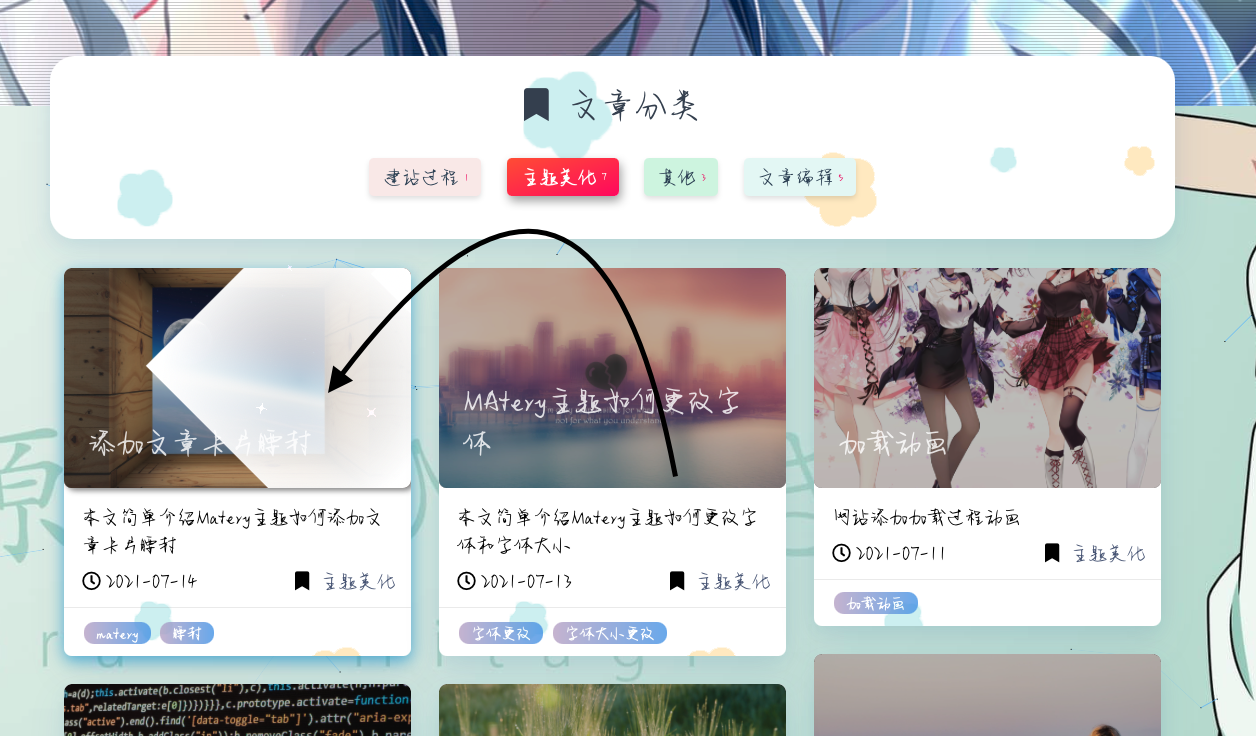 文章分类
建站过程 1
主题美化 7
其他 3
文章编辑 5
添加文章卡片腰封
本文简单介绍Matery主题如何添加文
章卡片腰封
2021-07-14
主题美化
matery
腰封
MAtery主题如何更改字
体
not for what you understand
本文简单介绍Matery主题如何更改字
体和字体大小
2021-07-13
主题美化
字体更改
字体大小更改
加载动画
网站添加加载过程动画
2021-07-11
主题美化
加载动画
=a(d);this.activate(b.closest("li"),c),this.activate(
.tab",relatedTarget:e[0]})})}},c.prototype.activate=function
ass("active").end().find('[data-toggle="tab"]').attr("aria-exp